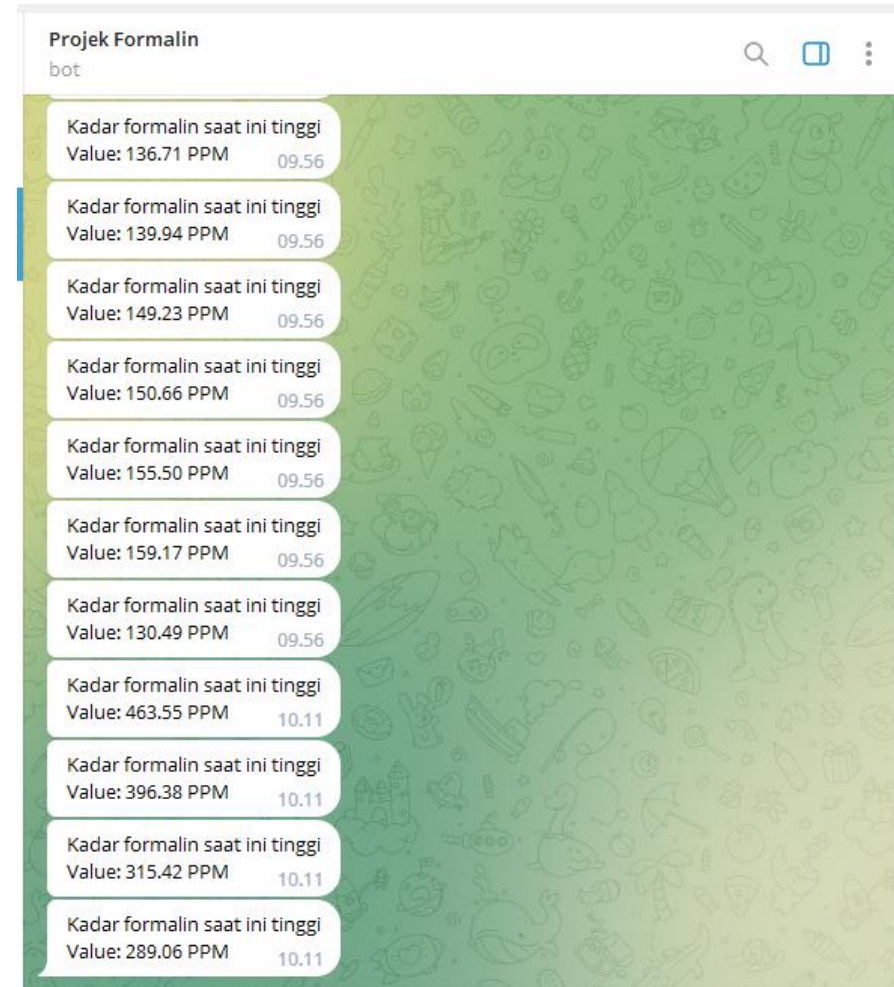 Projek Formalin
bot
Kadar formalin saat ini tinggi
Value: 136.71 PPM 09.56
Kadar formalin saat ini tinggi
Value: 139.94 PPM 09.56
Kadar formalin saat ini tinggi
Value: 149.23 PPM 09.56
Kadar formalin saat ini tinggi
Value: 150.66 PPM 09.56
Kadar formalin saat ini tinggi
Value: 155.50 PPM 09.56
Kadar formalin saat ini tinggi
Value: 159.17 PPM 09.56
Kadar formalin saat ini tinggi
Value: 130.49 PPM 09.56
Kadar formalin saat ini tinggi
Value: 463.55 PPM 10.11
Kadar formalin saat ini tinggi
Value: 396.38 PPM 10.11
Kadar formalin saat ini tinggi
Value: 315.42 PPM 10.11
Kadar formalin saat ini tinggi
Value: 289.06 PPM 10.11